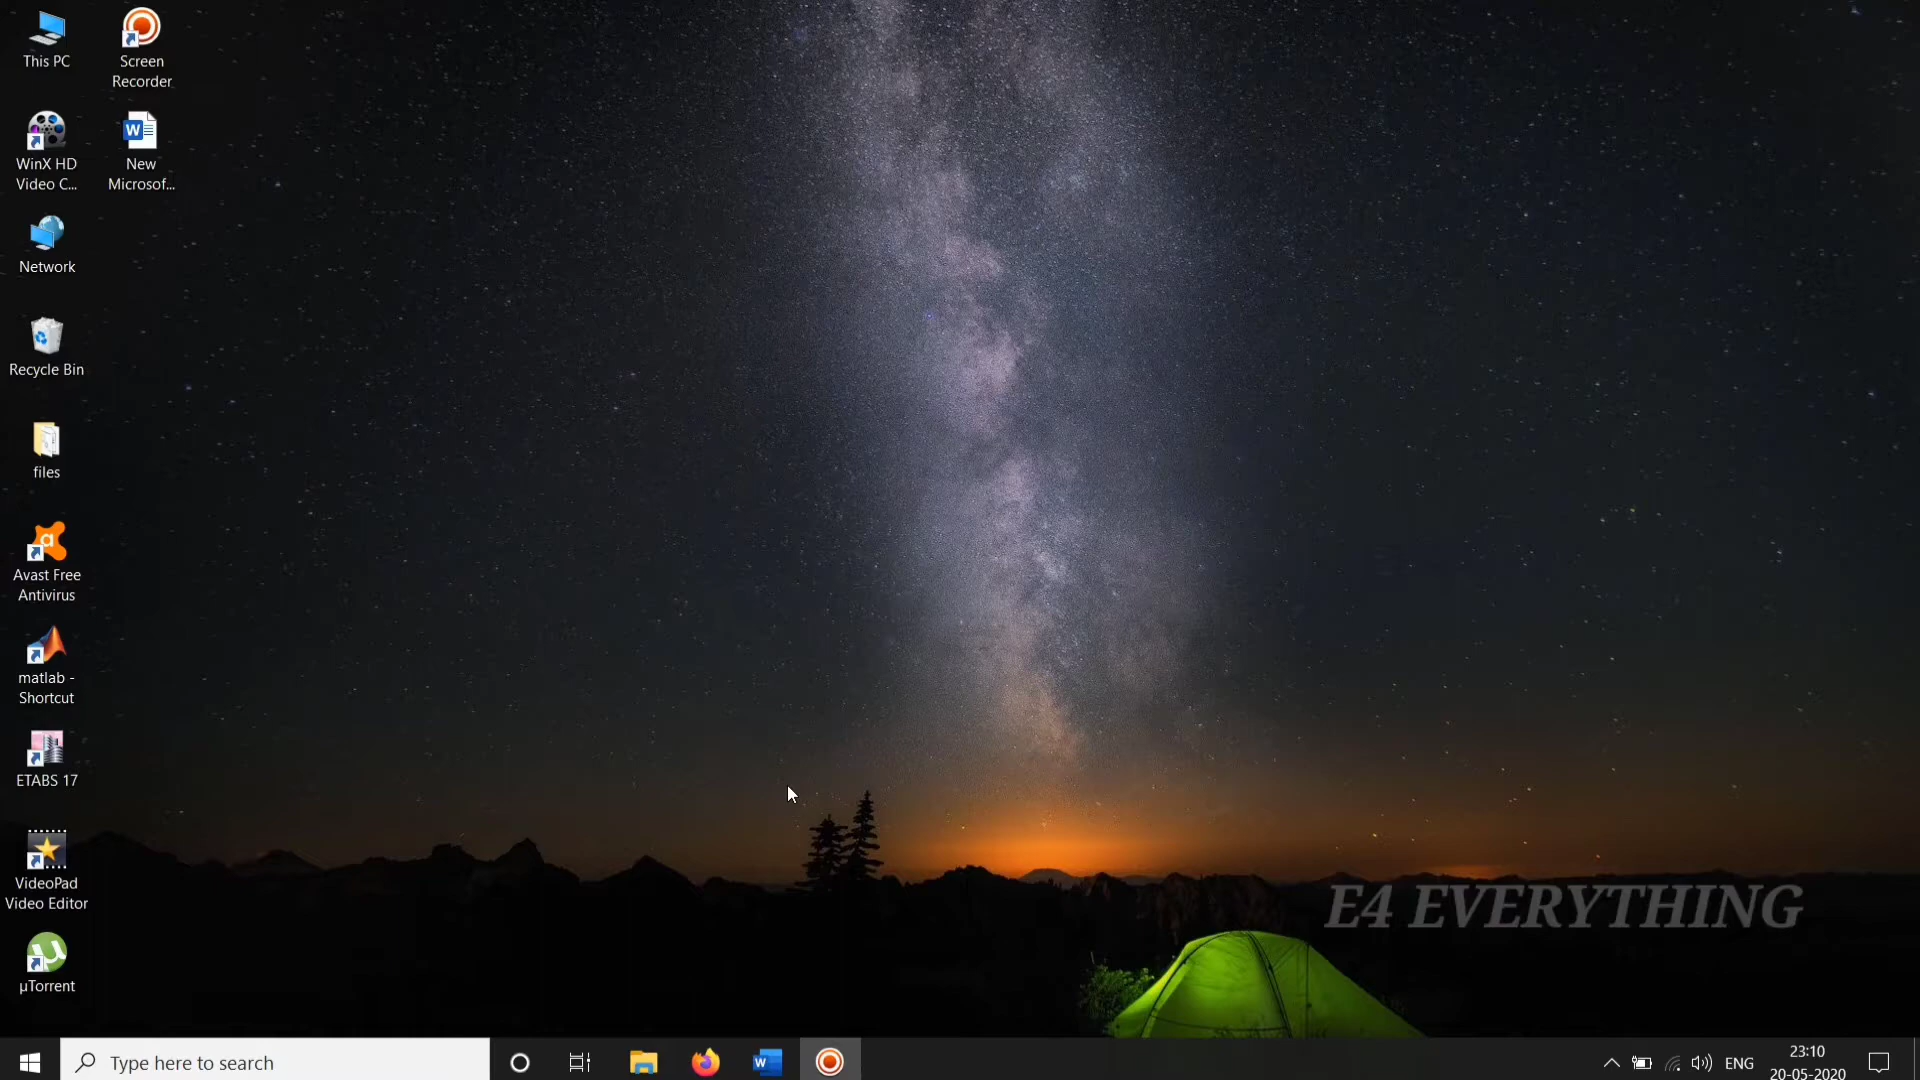 This PC
Screen
Recorder
WinX HD
Video C...
New
Microsof...
Network
Recycle Bin
files
Avast Free
Antivirus
matlab -
Shortcut
ETABS 17
VideoPad
Video Editor
µTorrent
E4 EVERYTHING
Type here to search
ENG
23:10
20-05-2020